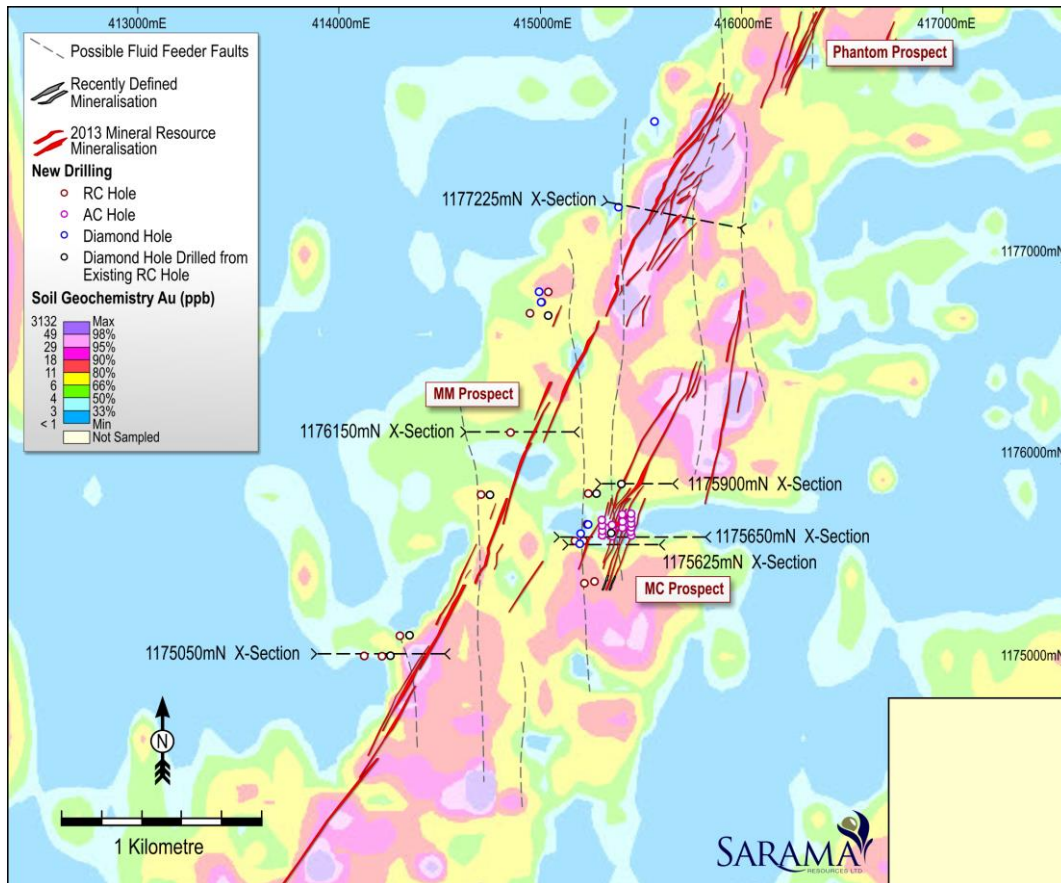 413000mE
414000mE
415000mE
416000mE
417000mE
Possible Fluid Feeder Faults
Recently Defined
Mineralisation
2013 Mineral Resource
Mineralisation
New Drilling
RC Hole
AC Hole
Diamond Hole
Diamond Hole Drilled from
Existing RC Hole
Soil Geochemistry Au (ppb)
3132 Max
49 98%
29 95%
18 90%
11 80%
6 66%
4 50%
3 33%
< 1 Min
Not Sampled
Phantom Prospect
1177225mN X-Section
1177000mN
MM Prospect
1176150mN X-Section
1176000mN
1175900mN X-Section
1175650mN X-Section
1175625mN X-Section
MC Prospect
1175050mN X-Section
1175000mN
N
1 Kilometre
SARAMA
RESOURCES LTD